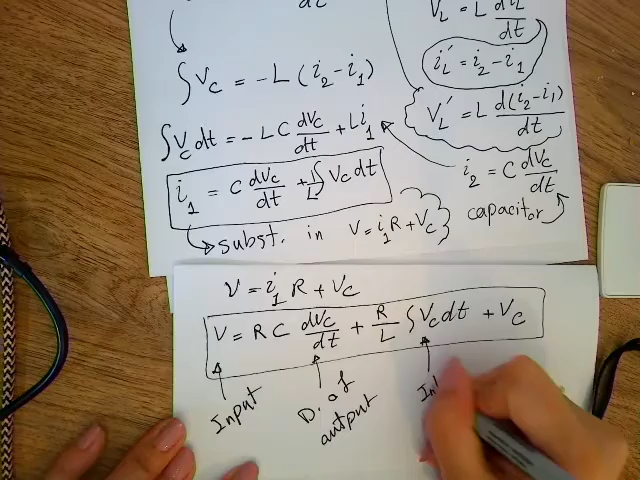 V_L = L di_L/dt
i_L' = i_2 - i_1
∫V_C = -L (i_2 - i_1)
V_L' = L d(i_2-i_1)/dt
∫V_C dt = -LC dV_C/dt + Li_1
i_2 = C dV_C/dt
capacitor
i_1 = C dV_C/dt + 1/L ∫V_C dt
subst. in V=i_1R+V_C
V = i_1 R + V_C
V = RC dV_C/dt + R/L ∫V_C dt + V_C
Input
D. of
output